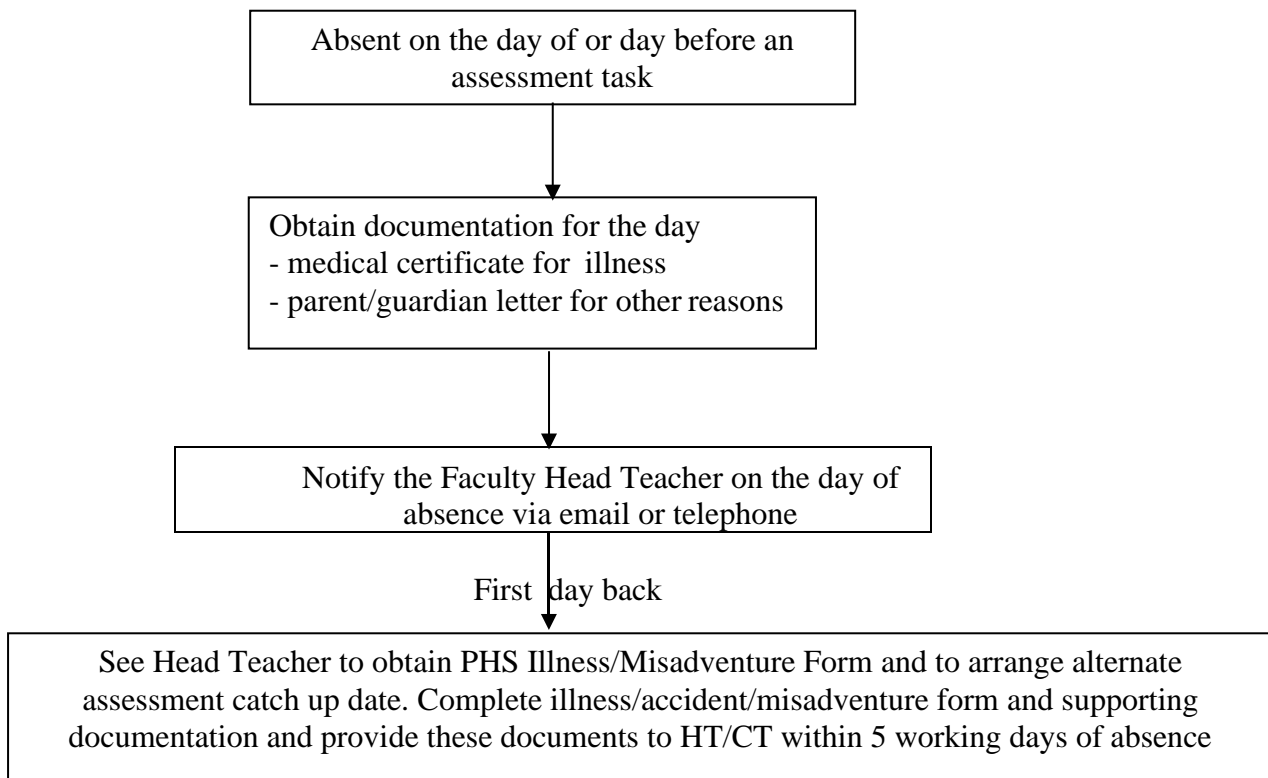 Absent on the day of or day before an
assessment task
Obtain documentation for the day
- medical certificate for illness
- parent/guardian letter for other reasons
Notify the Faculty Head Teacher on the day of
absence via email or telephone
First day back
See Head Teacher to obtain PHS Illness/Misadventure Form and to arrange alternate
assessment catch up date. Complete illness/accident/misadventure form and supporting
documentation and provide these documents to HT/CT within 5 working days of absence